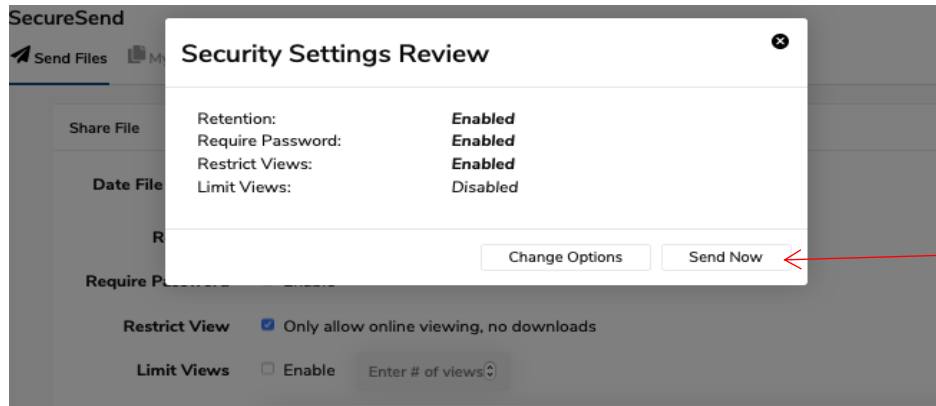 SecureSend
Send Files My
Security Settings Review
Share File
Retention: Enabled
Require Password: Enabled
Restrict Views: Enabled
Limit Views: Disabled
Date File
R
Change Options Send Now
Require
Restrict View Only allow online viewing, no downloads
Limit Views Enable Enter # of views